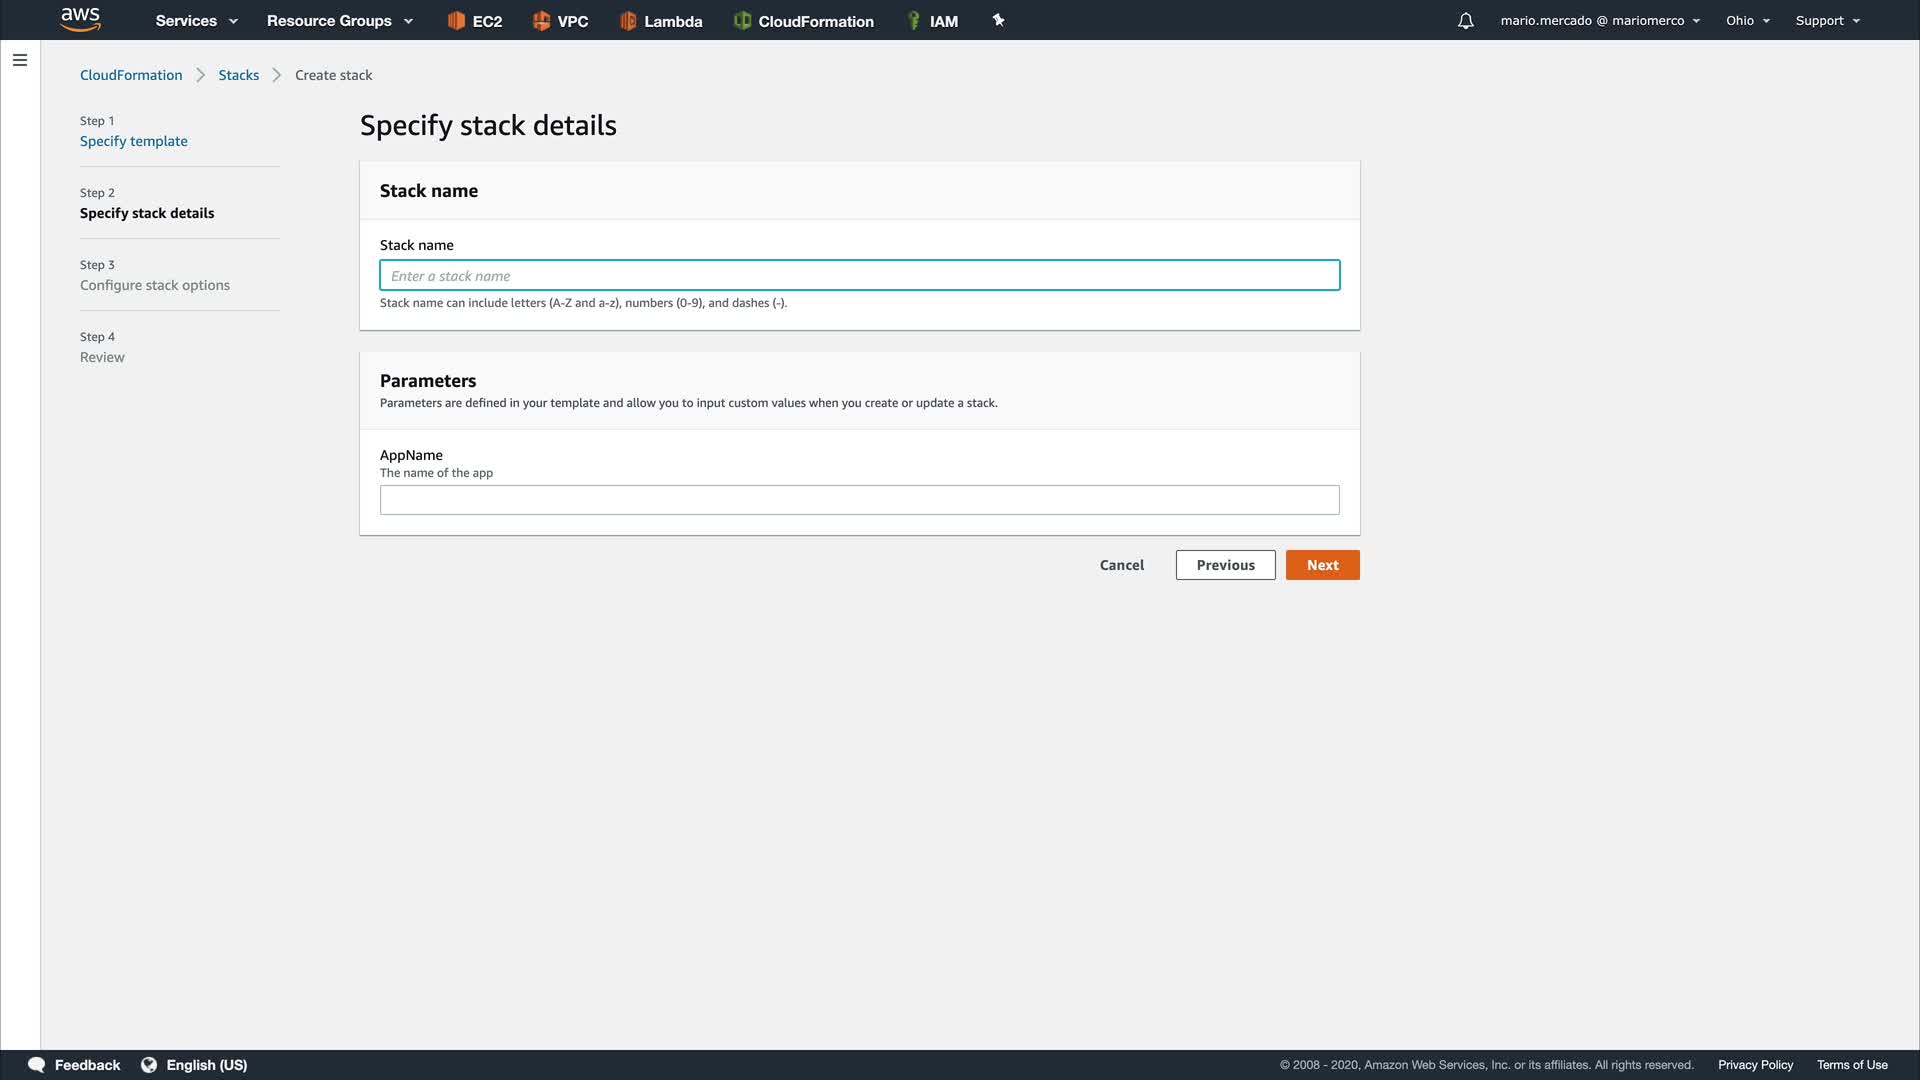 aws Services Resource Groups EC2 VPC Lambda CloudFormation IAM mario.mercado @ mariomerco Ohio Support
CloudFormation Stacks Create stack
Step 1
Specify template
Step 2
Specify stack details
Step 3
Configure stack options
Step 4
Review
Specify stack details
Stack name
Stack name
Enter a stack name
Stack name can include letters (A-Z and a-z), numbers (0-9), and dashes (-).
Parameters
Parameters are defined in your template and allow you to input custom values when you create or update a stack.
AppName
The name of the app
Cancel Previous Next
Feedback English (US) © 2008 - 2020, Amazon Web Services, Inc. or its affiliates. All rights reserved. Privacy Policy Terms of Use